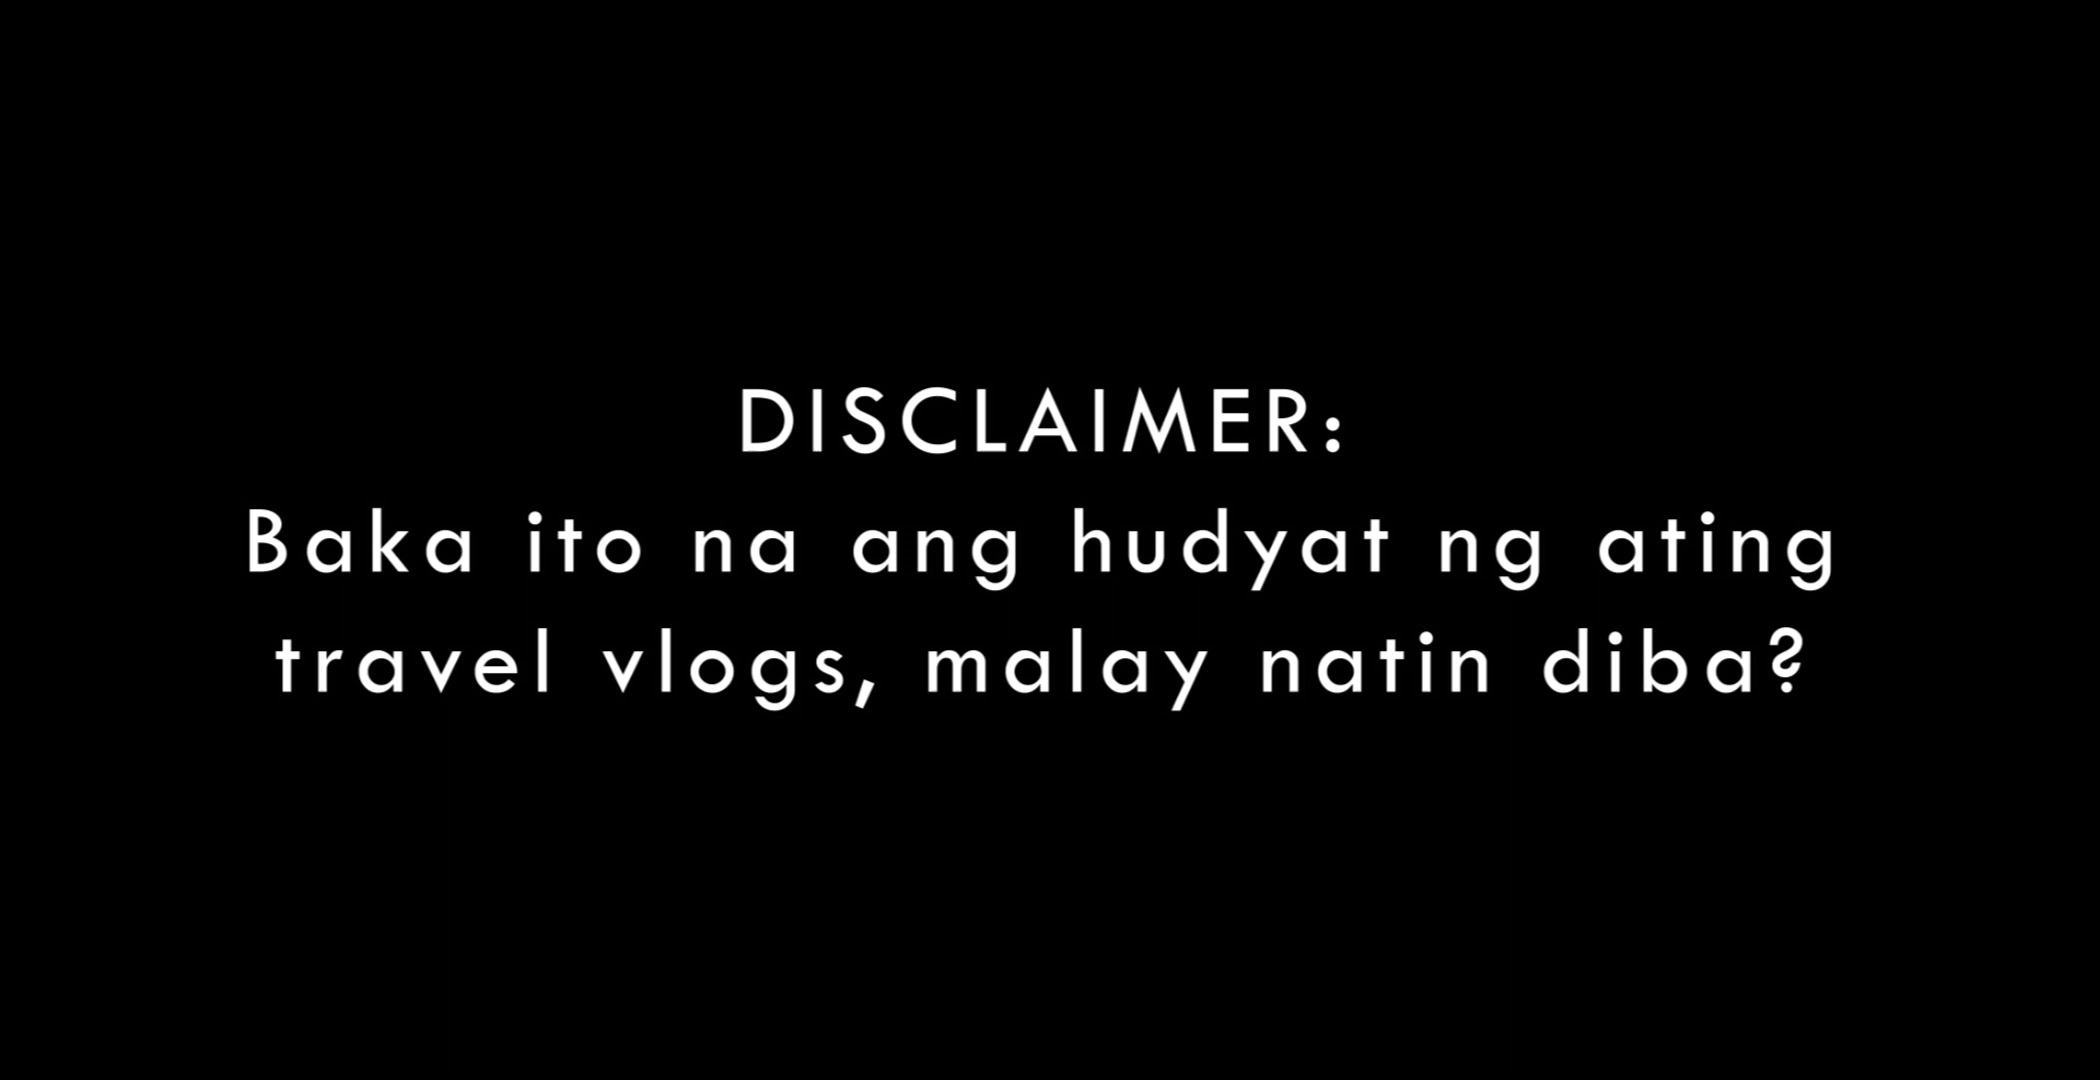 DISCLAIMER:
Baka ito na ang hudyat ng ating
travel vlogs, malay natin diba?